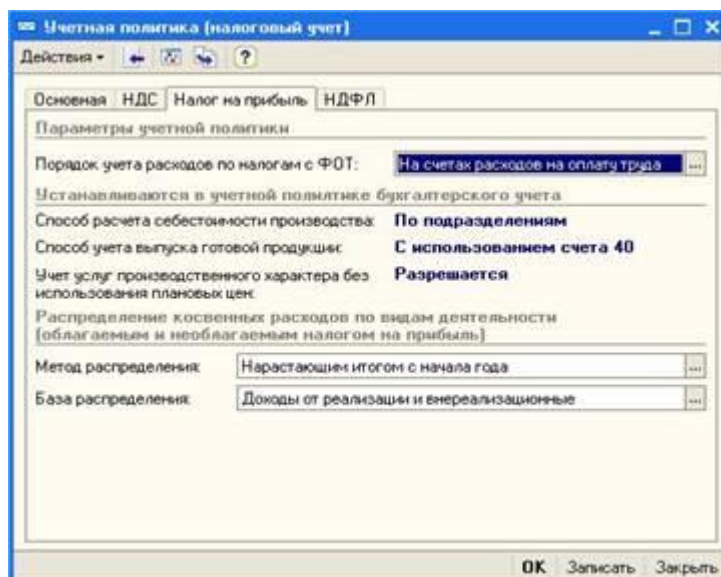 Учетная политика (налоговый учет)
Действия
Основная НДС Налог на прибыль НДФЛ
Параметры учетной политики
Порядок учета расходов по налогам с ФОТ: На счетах расходов на оплату труда ...
Устанавливаются в учетной политике бухгалтерского учета
Способ расчета себестоимости производства: По подразделениям
Способ учета выпуска готовой продукции: С использованием счета 40
Учет услуг производственного характера без использования плановых цен: Разрешается
Распределение косвенных расходов по видам деятельности
(облагаемым и необлагаемым налогом на прибыль)
Метод распределения: Нарастающим итогом с начала года ...
База распределения: Доходы от реализации и внереализационные ...
OK Записать Закрыть